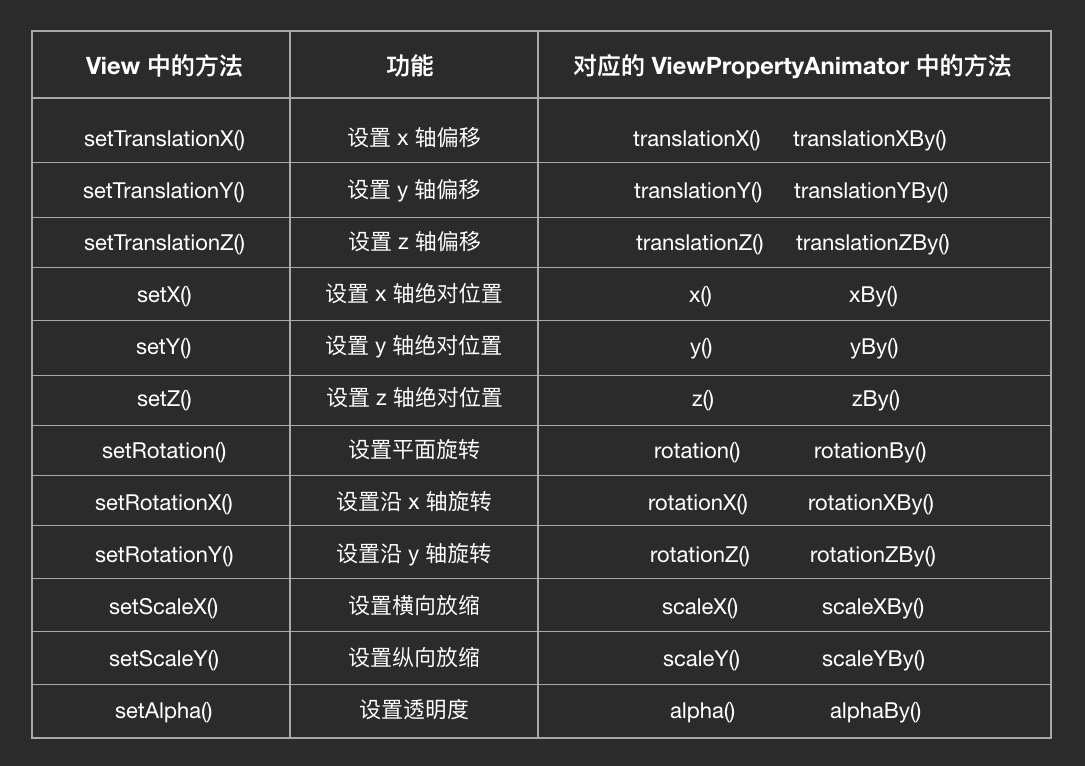 View 中的方法 功能 对应的 ViewPropertyAnimator 中的方法
setTranslationX() 设置 x 轴偏移 translationX() translationXBy()
setTranslationY() 设置 y 轴偏移 translationY() translationYBy()
setTranslationZ() 设置 z 轴偏移 translationZ() translationZBy()
setX() 设置 x 轴绝对位置 x() xBy()
setY() 设置 y 轴绝对位置 y() yBy()
setZ() 设置 z 轴绝对位置 z() zBy()
setRotation() 设置平面旋转 rotation() rotationBy()
setRotationX() 设置沿 x 轴旋转 rotationX() rotationXBy()
setRotationY() 设置沿 y 轴旋转 rotationZ() rotationZBy()
setScaleX() 设置横向放缩 scaleX() scaleXBy()
setScaleY() 设置纵向放缩 scaleY() scaleYBy()
setAlpha() 设置透明度 alpha() alphaBy()